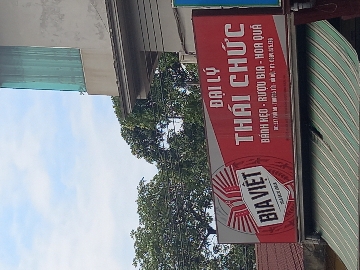 ĐẠI LÝ
THÁI CHỨC
BÁNH KẸO - RƯỢU BIA - HOA QUẢ
BIA VIỆT